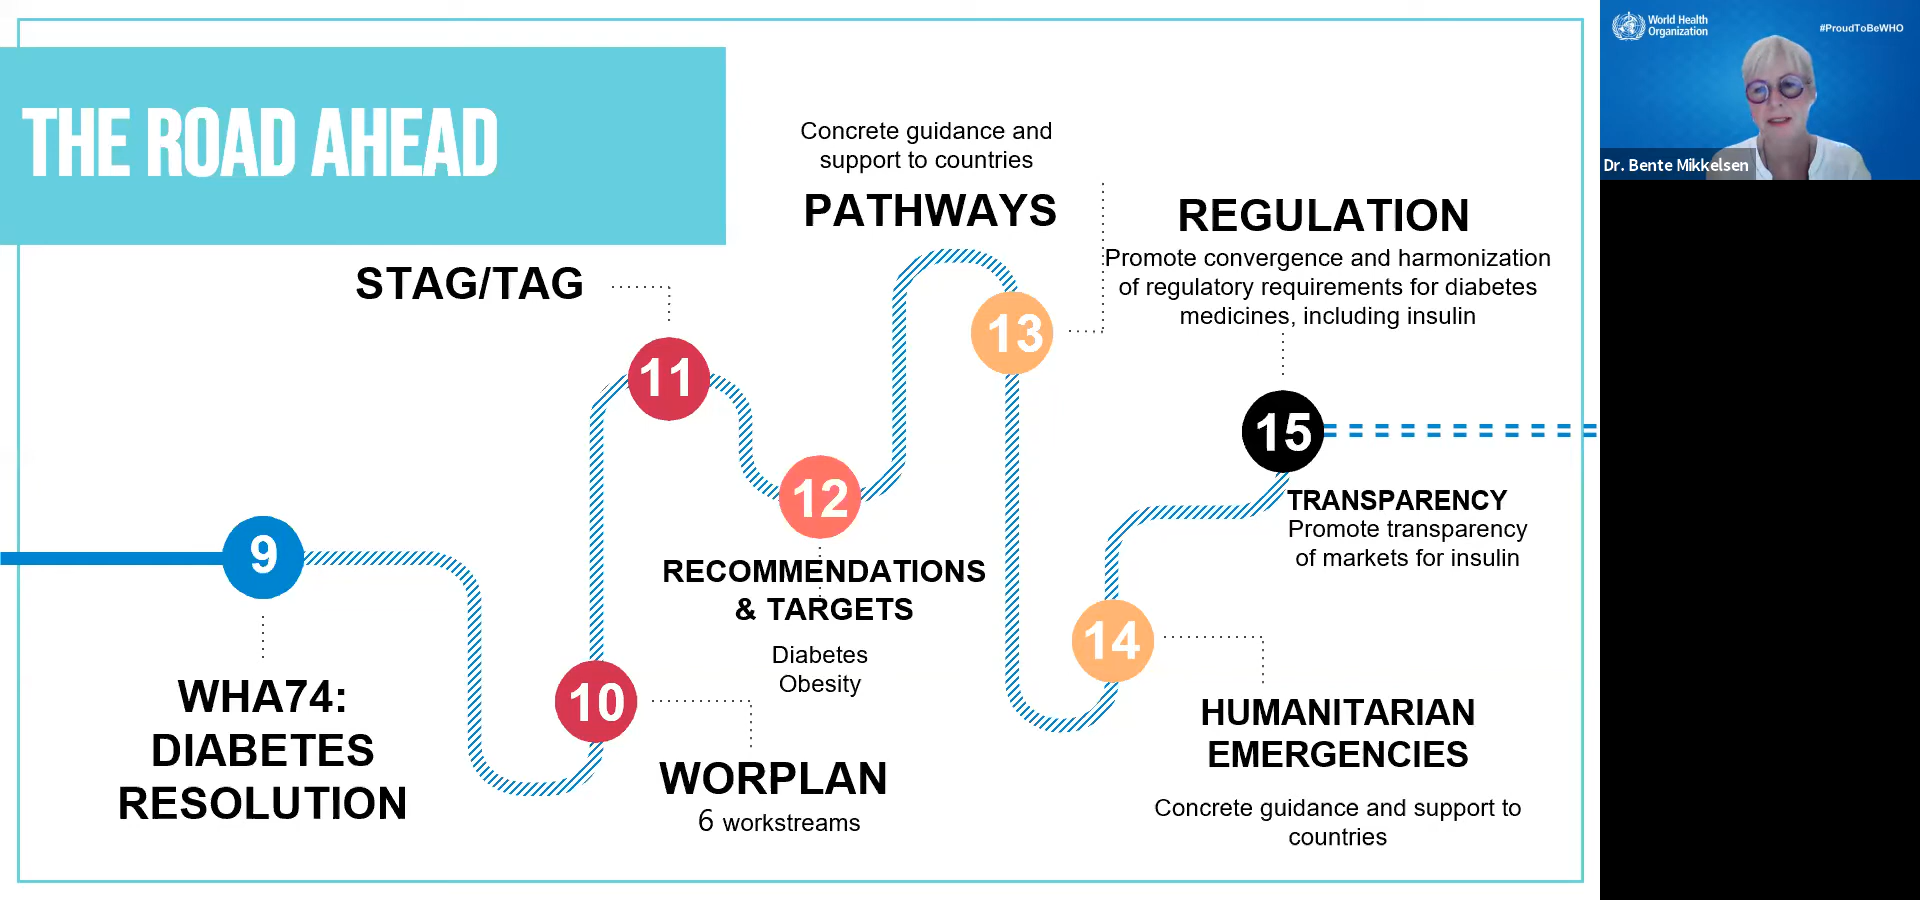 THE ROAD AHEAD
9
WHA74:
DIABETES
RESOLUTION
10
WORPLAN
6 workstreams
STAG/TAG
11
12
RECOMMENDATIONS
& TARGETS
Diabetes
Obesity
Concrete guidance and
support to countries
PATHWAYS
13
14
HUMANITARIAN
EMERGENCIES
Concrete guidance and support to
countries
REGULATION
Promote convergence and harmonization
of regulatory requirements for diabetes
medicines, including insulin
15
TRANSPARENCY
Promote transparency
of markets for insulin
World Health
Organization
#ProudToBeWHO
Dr. Bente Mikkelsen